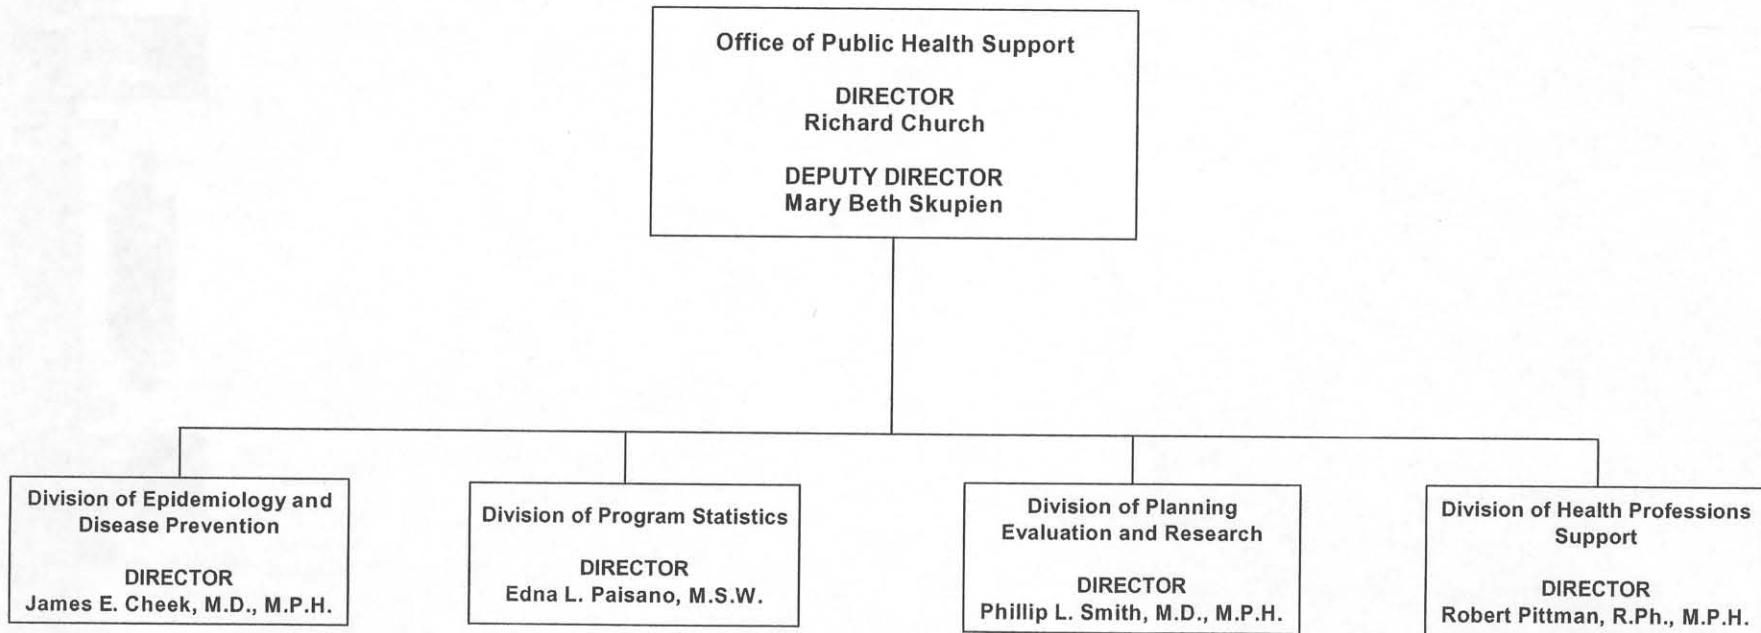 Office of Public Health Support
DIRECTOR
Richard Church
DEPUTY DIRECTOR
Mary Beth Skupien
Division of Epidemiology and
Disease Prevention
DIRECTOR
James E. Cheek, M.D., M.P.H.
Division of Program Statistics
DIRECTOR
Edna L. Paisano, M.S.W.
Division of Planning
Evaluation and Research
DIRECTOR
Phillip L. Smith, M.D., M.P.H.
Division of Health Professions
Support
DIRECTOR
Robert Pittman, R.Ph., M.P.H.